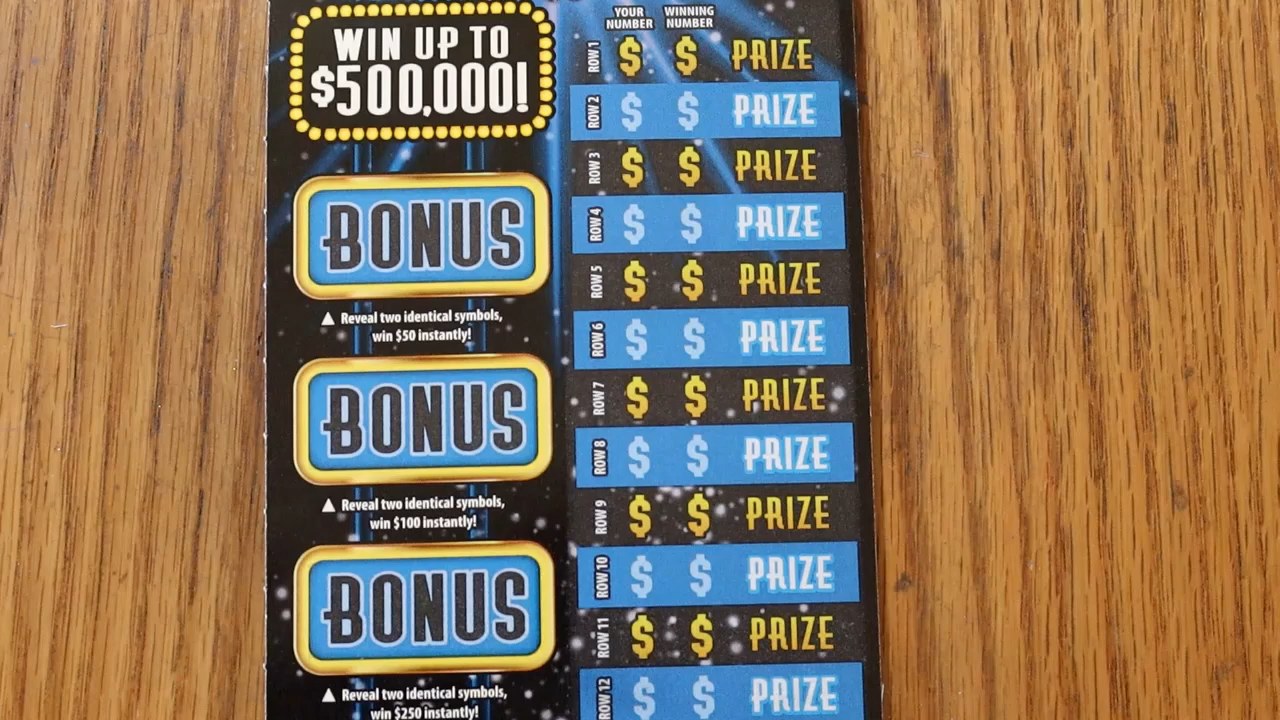 WIN UP TO
$500,000!
BONUS
▲ Reveal two identical symbols,
win $50 instantly!
BONUS
▲ Reveal two identical symbols,
win $100 instantly!
BONUS
▲ Reveal two identical symbols,
win $250 instantly!
YOUR NUMBER WINNING NUMBER
ROW 1 $ $ PRIZE
ROW 2 $ $ PRIZE
ROW 3 $ $ PRIZE
ROW 4 $ $ PRIZE
ROW 5 $ $ PRIZE
ROW 6 $ $ PRIZE
ROW 7 $ $ PRIZE
ROW 8 $ $ PRIZE
ROW 9 $ $ PRIZE
ROW 10 $ $ PRIZE
ROW 11 $ $ PRIZE
ROW 12 $ $ PRIZE